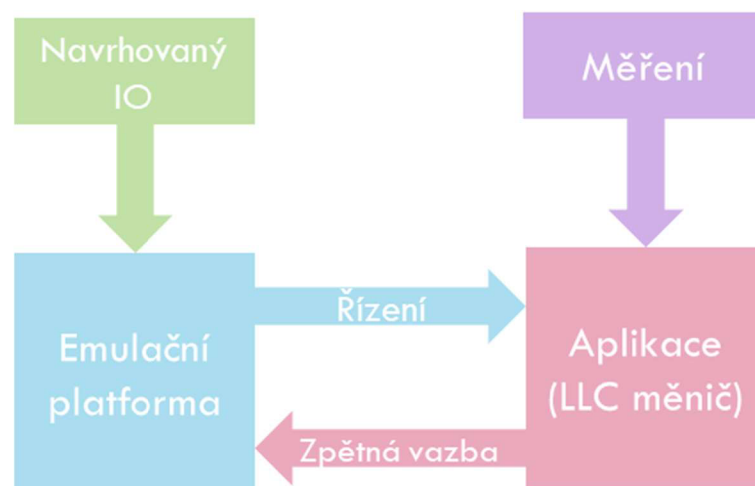 Navrhovaný
IO
Měření
Řízení
Emulační
platforma
Aplikace
(LLC měnič)
Zpětná vazba